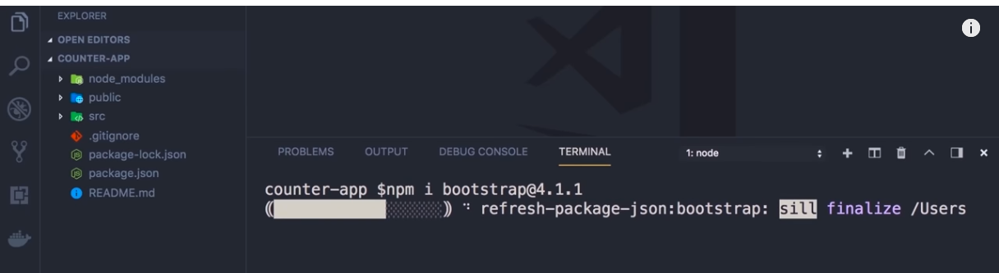 EXPLORER
OPEN EDITORS
COUNTER-APP
node_modules
public
src
.gitignore
package-lock.json
package.json
README.md
PROBLEMS OUTPUT DEBUG CONSOLE TERMINAL 1: node
counter-app $npm i bootstrap@4.1.1
refresh-package-json:bootstrap: sill finalize /Users